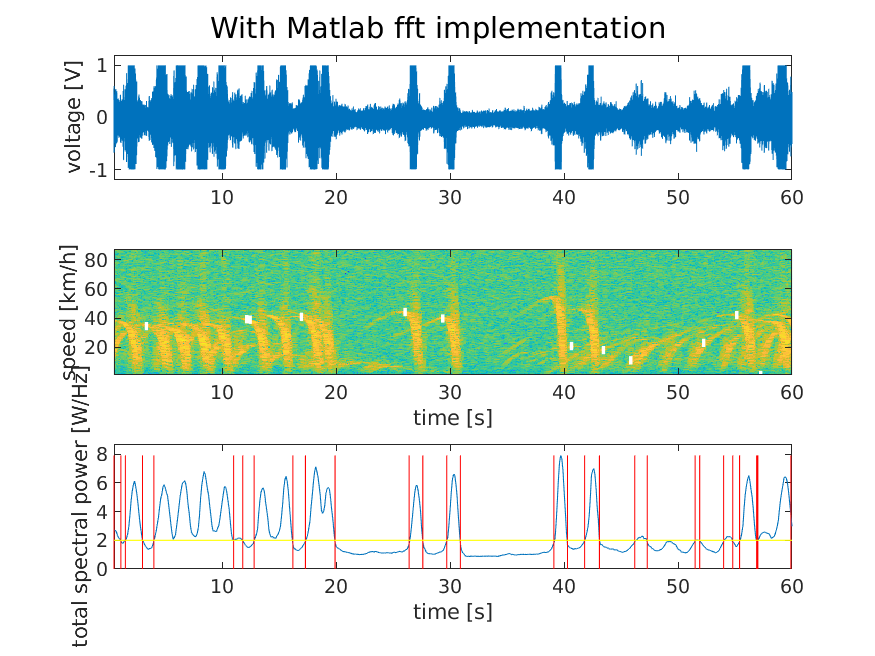 With Matlab fft implementation
voltage [V]
1
0
-1
10 20 30 40 50 60
speed [km/h]
80
60
40
20
10 20 30 40 50 60
time [s]
total spectral power [W/Hz]
8
6
4
2
0
10 20 30 40 50 60
time [s]